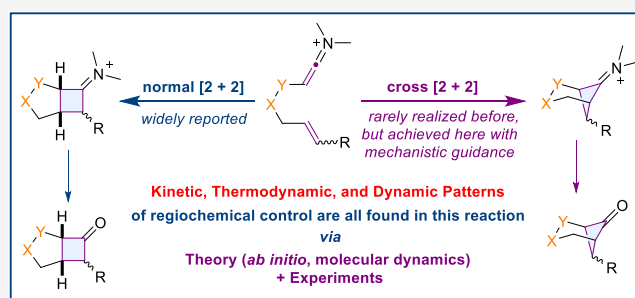 H
N
+
Y
X
H
R
normal [2 + 2]
widely reported
+
N
Y
X
R
cross [2 + 2]
rarely realized before,
but achieved here with
mechanistic guidance
+
N
Y
X
R
Kinetic, Thermodynamic, and Dynamic Patterns
of regiochemical control are all found in this reaction
via
Theory (ab initio, molecular dynamics)
+ Experiments
H
O
Y
X
H
R
O
Y
X
R